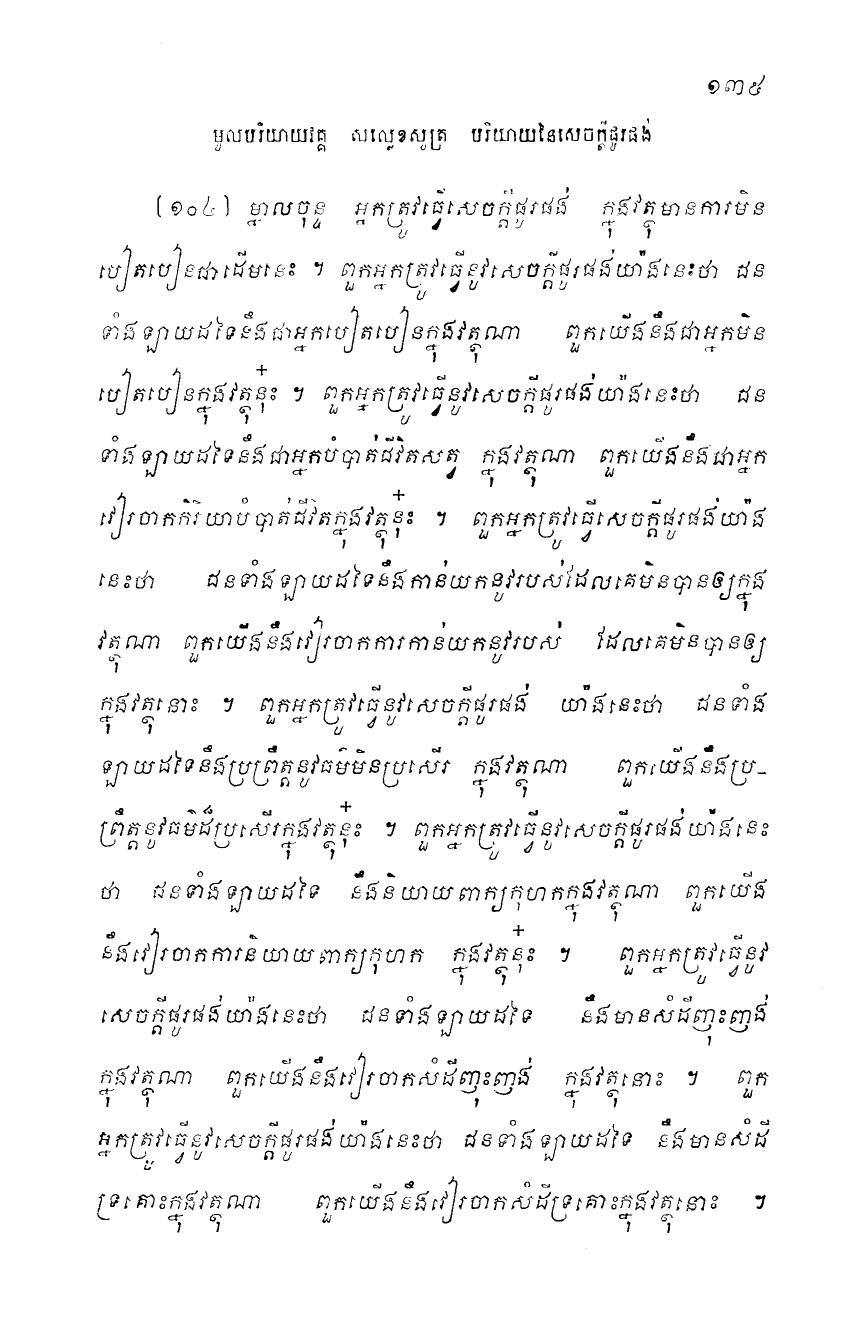 ១៣៩
មូលបរិយាយវគ្គ សល្លេខសូត្រ បរិយាយនៃសេចក្ដីផូរផង់
(១០៤) ម្នាលចុន្ទ អ្នកត្រូវធ្វើសេចក្ដីផូរផង់ ក្នុងវត្ថុមានការមិន
បៀតបៀនជាដើមនេះ ។ ពួកអ្នកត្រូវធ្វើនូវសេចក្ដីផូរផង់យ៉ាងនេះថា ជន
ទាំងឡាយដទៃនឹងជាអ្នកបៀតបៀនក្នុងវត្ថុណា ពួកយើងនឹងជាអ្នកមិន
បៀតបៀនក្នុងវត្ថុនុ៎ះ ។ ពួកអ្នកត្រូវធ្វើនូវសេចក្ដីផូរផង់យ៉ាងនេះថា ជន
ទាំងឡាយដទៃនឹងជាអ្នកបំបាត់ជីវិតសត្វ ក្នុងវត្ថុណា ពួកយើងនឹងជាអ្នក
វៀរចាកកិរិយាបំបាត់ជីវិតក្នុងវត្ថុនុ៎ះ ។ ពួកអ្នកត្រូវធ្វើសេចក្ដីផូរផង់យ៉ាង
នេះថា ជនទាំងឡាយដទៃនឹងកាន់យកនូវរបស់ដែលគេមិនបានឲ្យក្នុង
វត្ថុណា ពួកយើងនឹងវៀរចាកការកាន់យកនូវរបស់ ដែលគេមិនបានឲ្យ
ក្នុងវត្ថុនោះ ។ ពួកអ្នកត្រូវធ្វើនូវសេចក្ដីផូរផង់ យ៉ាងនេះថា ជនទាំង
ឡាយដទៃនឹងប្រព្រឹត្តនូវធម៌មិនប្រសើរ ក្នុងវត្ថុណា ពួកយើងនឹងប្រ-
ព្រឹត្តនូវធម៌ដ៏ប្រសើរក្នុងវត្ថុនុ៎ះ ។ ពួកអ្នកត្រូវធ្វើនូវសេចក្ដីផូរផង់យ៉ាងនេះ
ថា ជនទាំងឡាយដទៃ នឹងនិយាយពាក្យកុហកក្នុងវត្ថុណា ពួកយើង
នឹងវៀរចាកការនិយាយពាក្យកុហក ក្នុងវត្ថុនុ៎ះ ។ ពួកអ្នកត្រូវធ្វើនូវ
សេចក្ដីផូរផង់យ៉ាងនេះថា ជនទាំងឡាយដទៃ នឹងមានសំដីញុះញង់
ក្នុងវត្ថុណា ពួកយើងនឹងវៀរចាកសំដីញុះញង់ ក្នុងវត្ថុនោះ ។ ពួក
អ្នកត្រូវធ្វើនូវសេចក្ដីផូរផង់យ៉ាងនេះថា ជនទាំងឡាយដទៃ នឹងមានសំដី
ទ្រគោះក្នុងវត្ថុណា ពួកយើងនឹងវៀរចាកសំដីទ្រគោះក្នុងវត្ថុនោះ ។